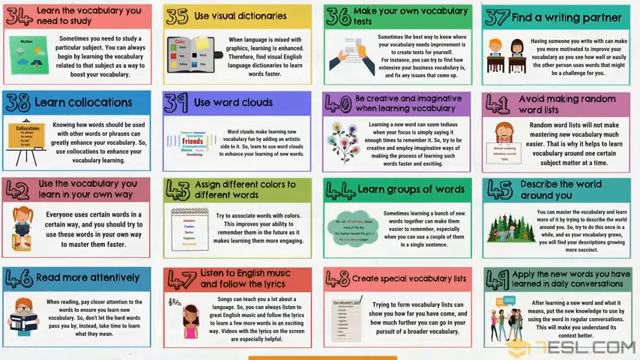 34 Learn the vocabulary you
need to study
Sometimes you need to study a
particular subject. You can always
begin by learning the vocabulary
related to that subject as a way to
boost your vocabulary.
35 Use visual dictionaries
When language is mixed with
graphics, learning is enhanced.
Therefore, find visual English
language dictionaries to learn
words faster.
36 Make your own vocabulary
tests
Sometimes the best way to know where
your vocabulary needs improvement is
to create tests for yourself.
For instance, you can try to find how
extensive your business vocabulary is,
and fix any issues that come up.
37 Find a writing partner
Having someone you write with can make
you more motivated to improve your
vocabulary as you see how well or easily
the other person uses words that might
be a challenge for you.
38 Learn collocations
Collocations
Knowing how words should be used
with other words or phrases can
greatly enhance your vocabulary. So,
use collocations to enhance your
vocabulary learning.
39 Use word clouds
Friends
Word clouds make learning new
vocabulary fun by adding an artistic
side to it. So, learn to use word clouds
to enhance your learning of new words.
40 Be creative and imaginative
when learning vocabulary
Learning a new word can seem tedious
when your focus is simply saying it
enough times to remember it. So, try to be
creative and employ imaginative ways of
making the process of learning such
words faster and exciting.
41 Avoid making random
word lists
Random word lists will not make
mastering new vocabulary much
easier. That is why it helps to learn
vocabulary around one certain
subject matter at a time.
42 Use the vocabulary you
learn in your own way
Everyone uses certain words in a
certain way, and you should try to
use these words in your own way
to master them faster.
43 Assign different colors to
different words
Try to associate words with colors.
This improves your ability to
remember them in the future as it
makes learning them more engaging.
44 Learn groups of words
Sometimes learning a bunch of new
words together can make them
easier to remember, especially
when you can use a couple of them
in a single sentence.
45 Describe the world
around you
You can master the vocabulary and learn
more of it by trying to describe the world
around you. So, try to do this once in a
while, and as your vocabulary grows,
you will find your descriptions growing
more succinct.
46 Read more attentively
When reading, pay closer attention to the
words to ensure you learn new
vocabulary. So, don't let the hard words
pass you by; instead, take time to learn
what they mean.
47 Listen to English music
and follow the lyrics
Songs can teach you a lot about a
language. So, you can always listen to
great English music and follow the lyrics
to learn a few more words in an exciting
way. Videos with the lyrics on the screen
are especially helpful.
48 Create special vocabulary lists
Trying to form vocabulary lists can
show you how far you have come, and
how much further you can go in your
pursuit of a broader vocabulary.
49 Apply the new words you have
learned in daily conversations
After learning a new word and what it
means, put the new knowledge to use by
using the word in regular conversations.
This will make you understand its
context better.
7ESL.COM